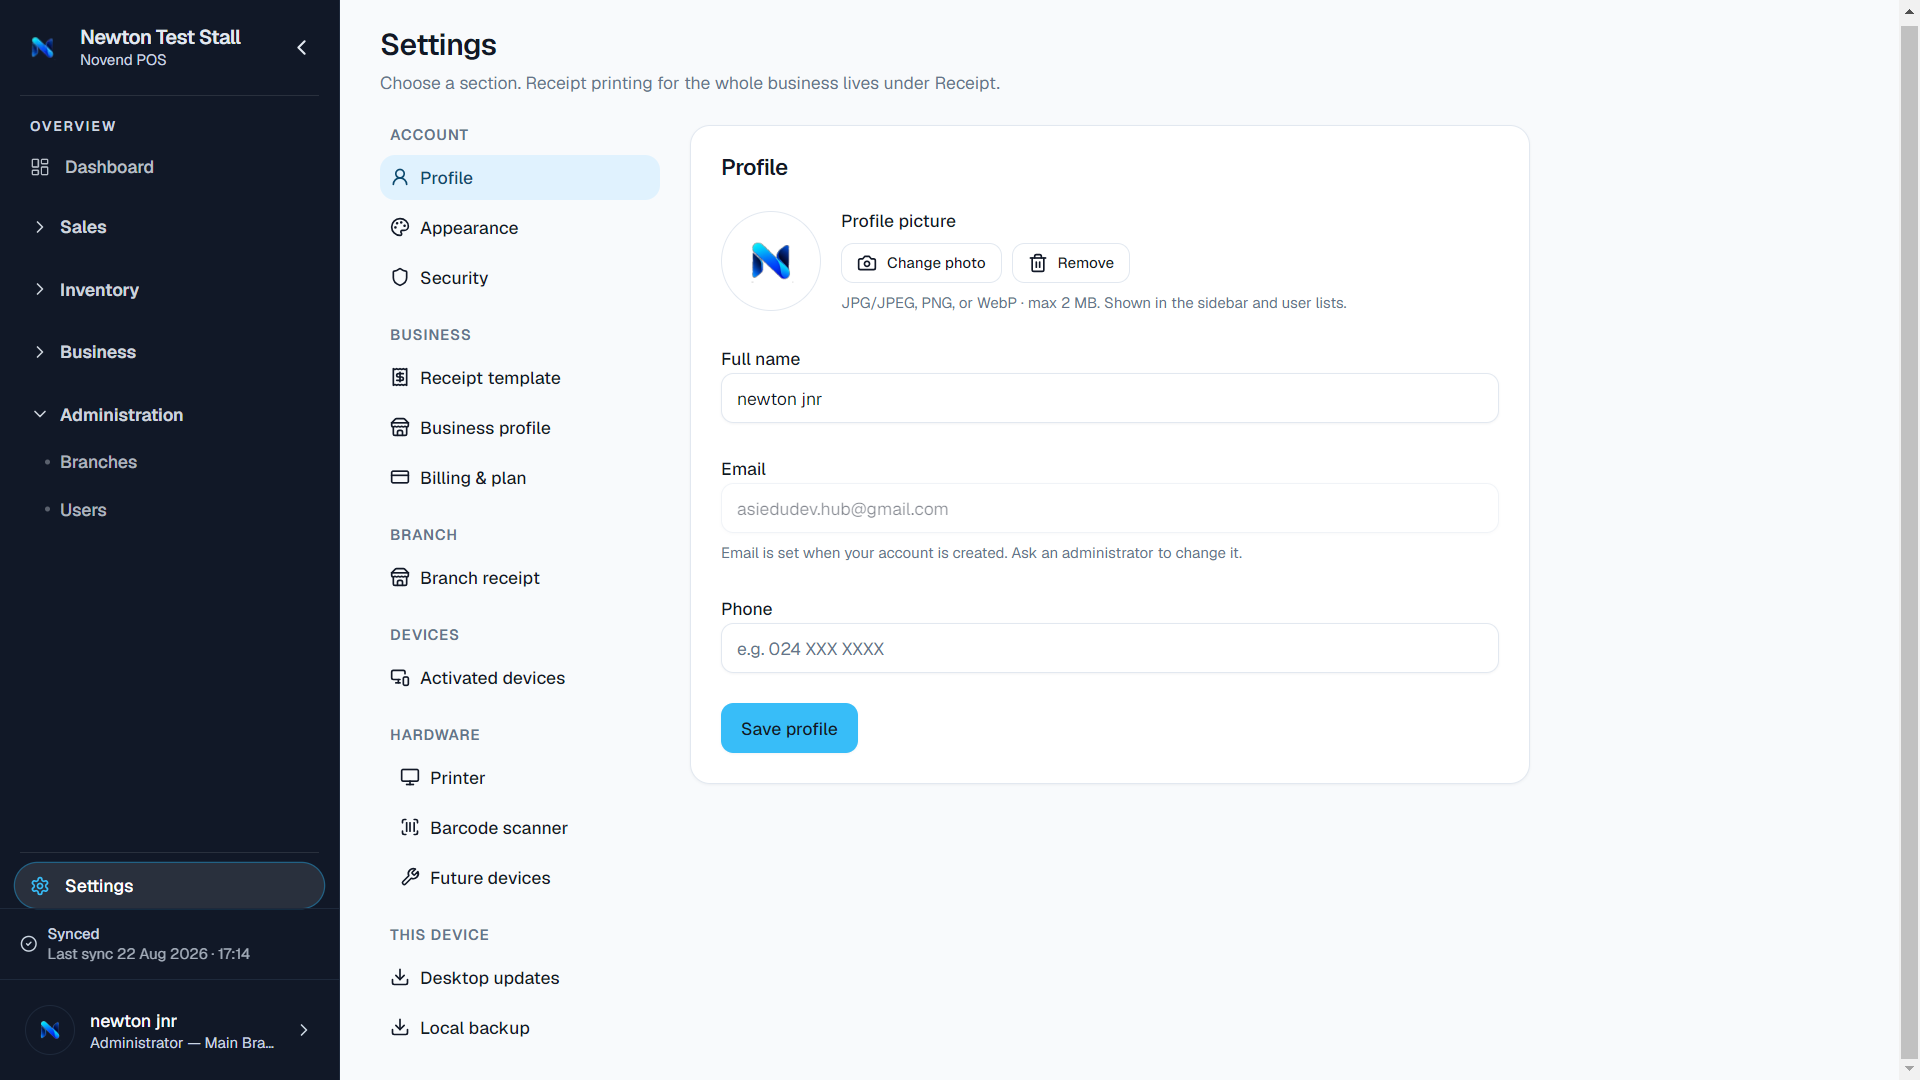 Newton Test Stall
Novend POS
OVERVIEW
Dashboard
Sales
Inventory
Business
Administration
Branches
Users
Settings
Synced
Last sync 22 Aug 2026 · 17:14
newton jnr
Administrator — Main Bra...
Settings
Choose a section. Receipt printing for the whole business lives under Receipt.
ACCOUNT
Profile
Appearance
Security
BUSINESS
Receipt template
Business profile
Billing & plan
BRANCH
Branch receipt
DEVICES
Activated devices
HARDWARE
Printer
Barcode scanner
Future devices
THIS DEVICE
Desktop updates
Local backup
Profile
Profile picture
Change photo
Remove
JPG/JPEG, PNG, or WebP · max 2 MB. Shown in the sidebar and user lists.
Full name
newton jnr
Email
asiedudev.hub@gmail.com
Email is set when your account is created. Ask an administrator to change it.
Phone
e.g. 024 XXX XXXX
Save profile